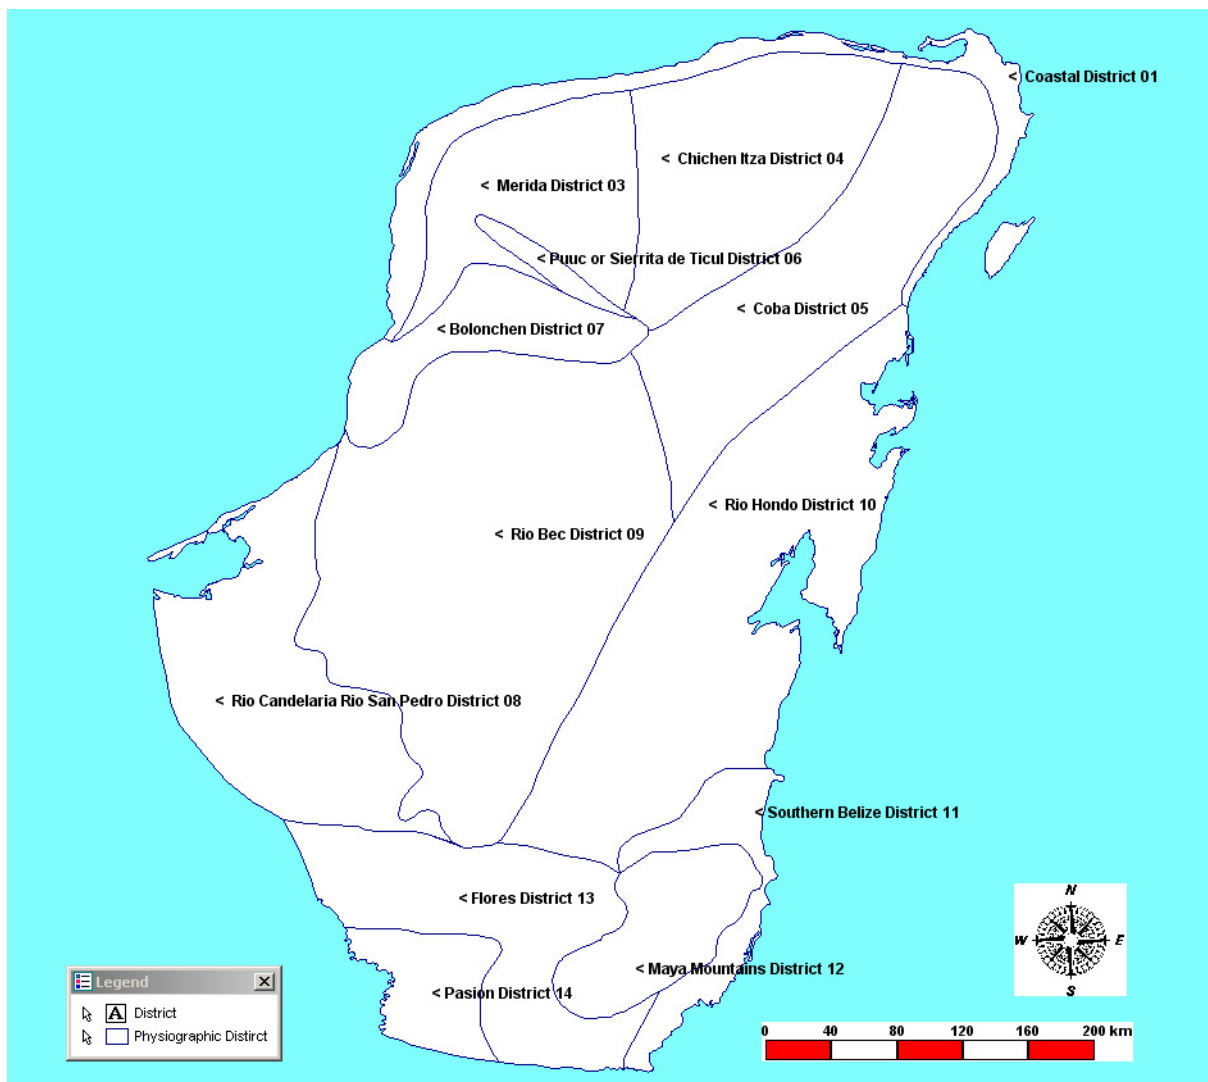 < Coastal District 01
< Chichen Itza District 04
< Merida District 03
< Puuc or Sierrita de Ticul District 06
< Coba District 05
< Bolonchen District 07
< Rio Hondo District 10
< Rio Bec District 09
< Rio Candelaria Rio San Pedro District 08
< Southern Belize District 11
< Flores District 13
< Maya Mountains District 12
< Pasion District 14
N
W E
S
Legend
A District
Physiographic Distirct
0 40 80 120 160 200 km